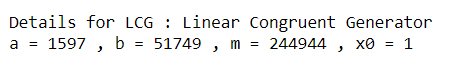 Details for LCG : Linear Congruent Generator
a = 1597 , b = 51749 , m = 244944 , x0 = 1